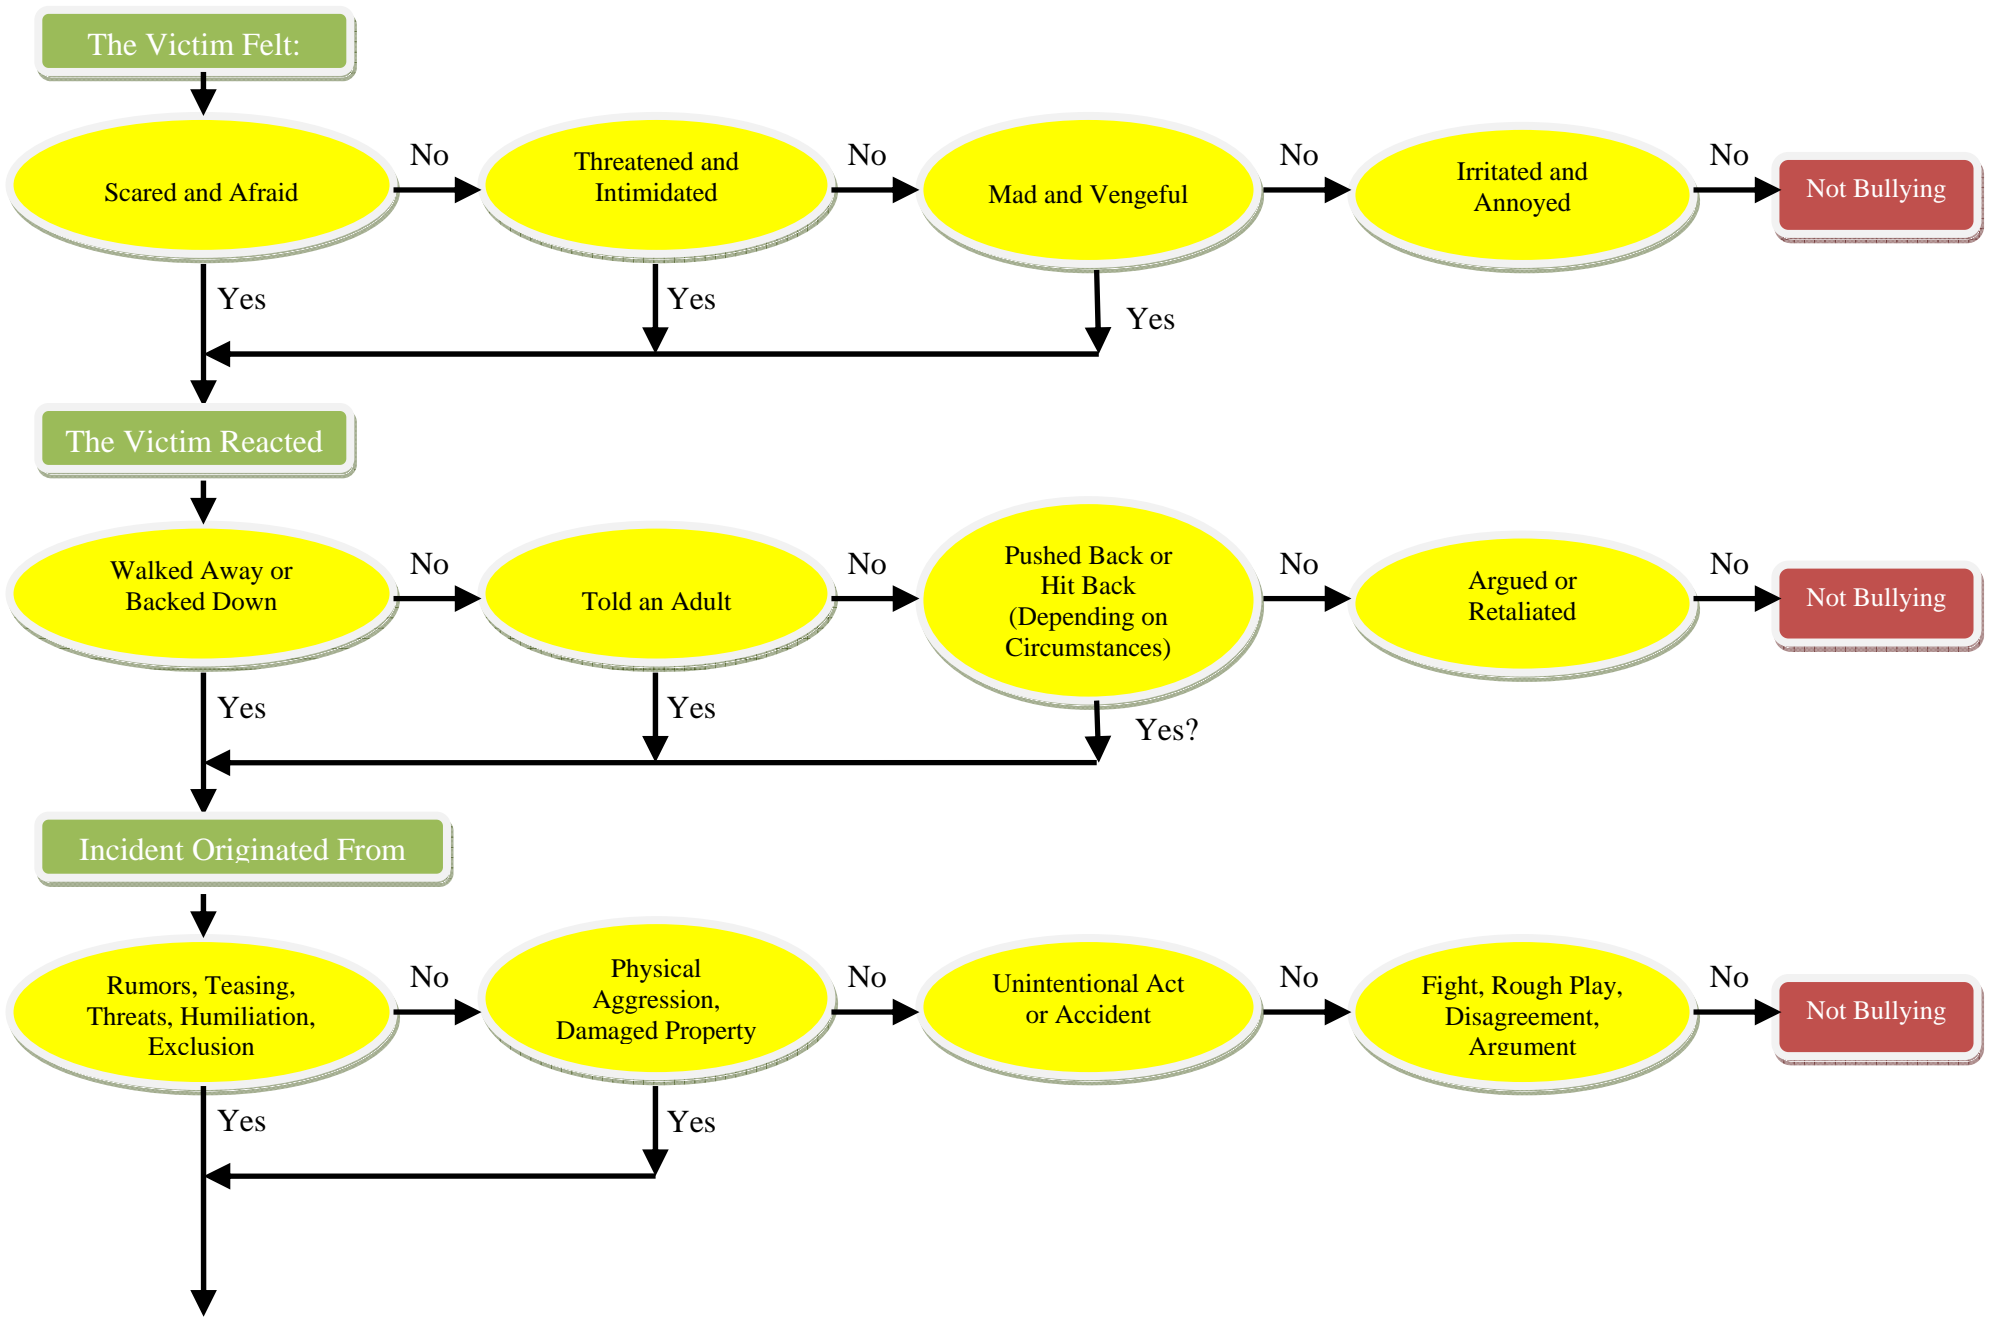 The Victim Felt:
Scared and Afraid
No
Threatened and
Intimidated
No
Mad and Vengeful
No
Irritated and
Annoyed
No
Not Bullying
Yes
Yes
Yes
The Victim Reacted
Walked Away or
Backed Down
No
Told an Adult
No
Pushed Back or
Hit Back
(Depending on
Circumstances)
No
Argued or
Retaliated
No
Not Bullying
Yes
Yes
Yes?
Incident Originated From
Rumors, Teasing,
Threats, Humiliation,
Exclusion
No
Physical
Aggression,
Damaged Property
No
Unintentional Act
or Accident
No
Fight, Rough Play,
Disagreement,
Argument
No
Not Bullying
Yes
Yes